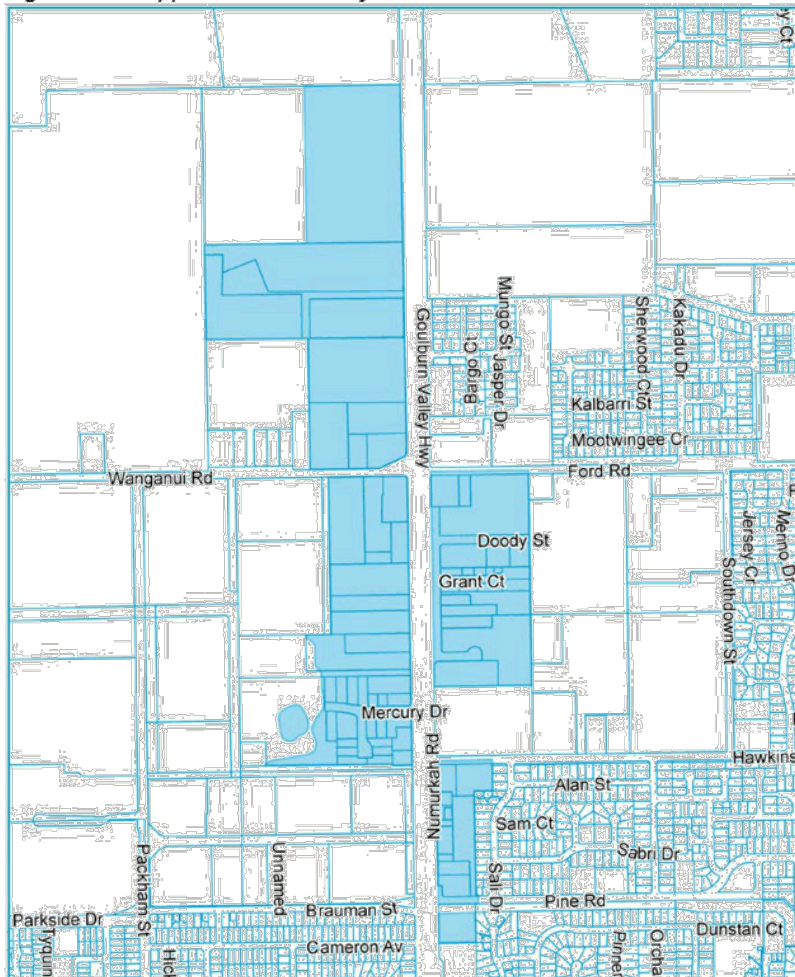 Goulburn Valley Hwy
Mungo St
Bargo Ct
Jasper Dr
Sherwood Ct
Kakadu Dr
Kalbarri St
Mootwingee Cr
Wanganui Rd
Ford Rd
Doody St
Grant Ct
Jersey Cr
Merino Dr
Southdown St
Mercury Dr
Numurkah Rd
Hawkins
Alan St
Sam Ct
Sabri Dr
Packham St
Unnamed
Sali Dr
Pine Rd
Parkside Dr
Brauman St
Dunstan Ct
Cameron Av